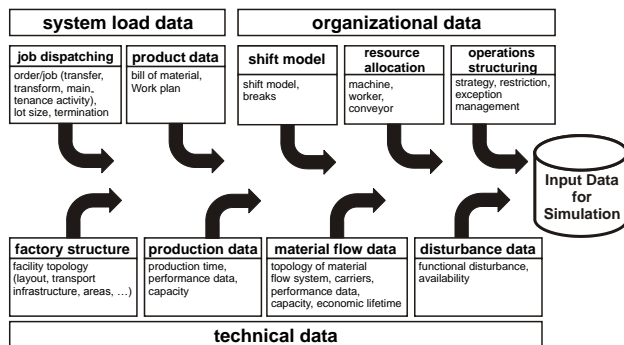 system load data
organizational data
job dispatching
order/job (transfer,
transform, main-
tenance activity),
lot size, termination
product data
bill of material,
Work plan
shift model
shift model,
breaks
resource
allocation
machine,
worker,
conveyor
operations
structuring
strategy, restriction,
exception
management
Input Data
for
Simulation
factory structure
facility topology
(layout, transport
infrastructure, areas, ...)
production data
production time,
performance data,
capacity
material flow data
topology of material
flow system, carriers,
performance data,
capacity, economic lifetime
disturbance data
functional disturbance,
availability
technical data